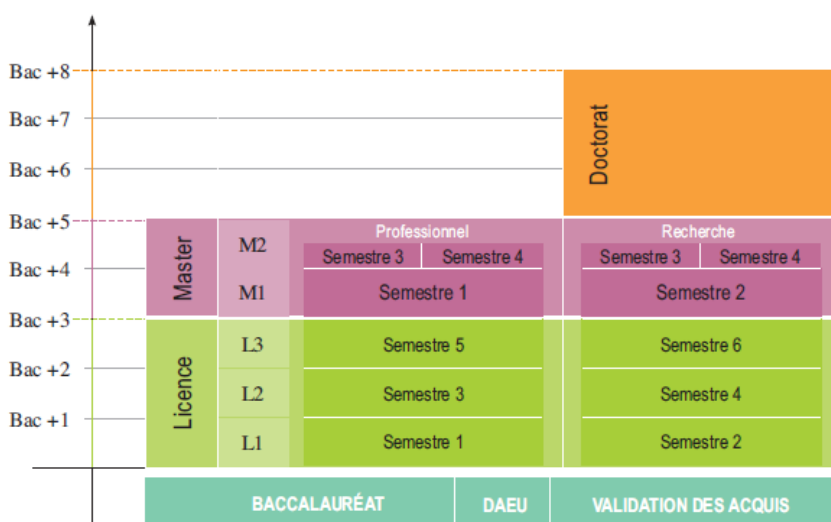 Bac +8
Bac +7
Doctorat
Bac +6
Bac +5
Professionnel
Recherche
Master
M2
Semestre 3
Semestre 4
Semestre 3
Semestre 4
Bac +4
M1
Semestre 1
Semestre 2
Bac +3
Licence
L3
Semestre 5
Semestre 6
Bac +2
L2
Semestre 3
Semestre 4
Bac +1
L1
Semestre 1
Semestre 2
BACCALAURÉAT
DAEU
VALIDATION DES ACQUIS